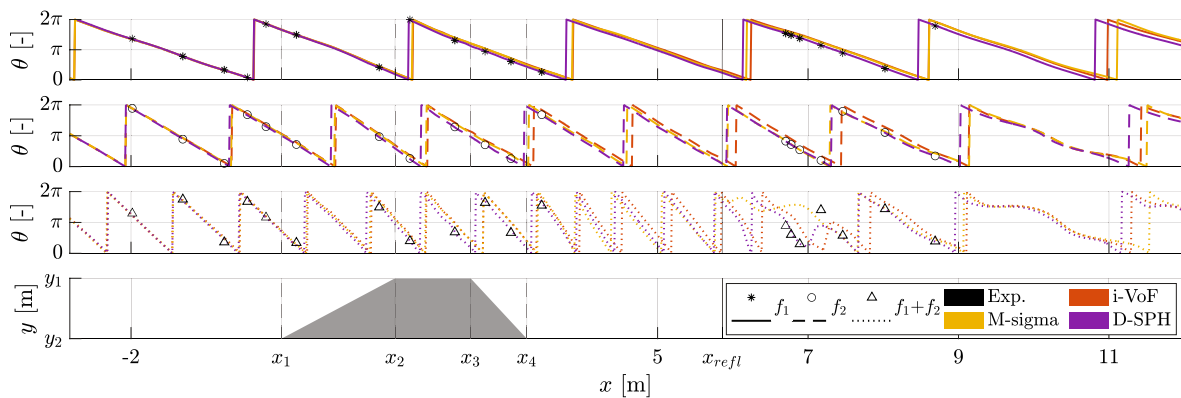 2π
π
0
θ [-]
2π
π
0
θ [-]
2π
π
0
θ [-]
y₁
y₂
y [m]
f₁ f₂ f₁+f₂
Exp. i-VoF
M-sigma D-SPH
-2 x₁ x₂ x₃ x₄ 5 x_refl 7 9 11
x [m]